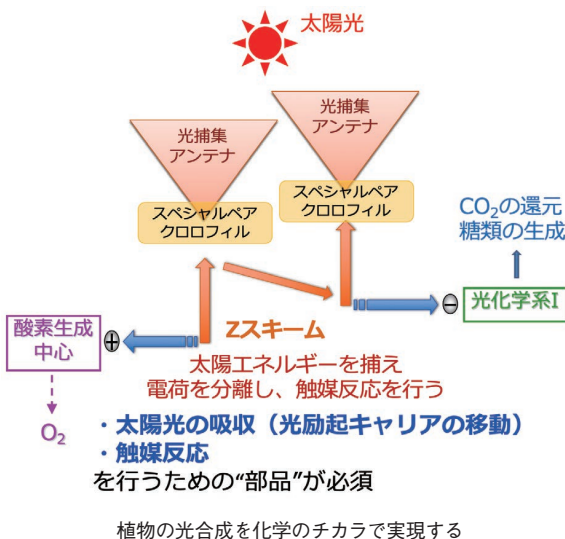 太陽光
光捕集
アンテナ
光捕集
アンテナ
スペシャルペア
クロロフィル
スペシャルペア
クロロフィル
CO₂の還元
糖類の生成
光化学系I
酸素生成
中心
O₂
Zスキーム
太陽エネルギーを捕え
電荷を分離し、触媒反応を行う
・太陽光の吸収（光励起キャリアの移動）
・触媒反応
を行うための“部品”が必須
植物の光合成を化学のチカラで実現する